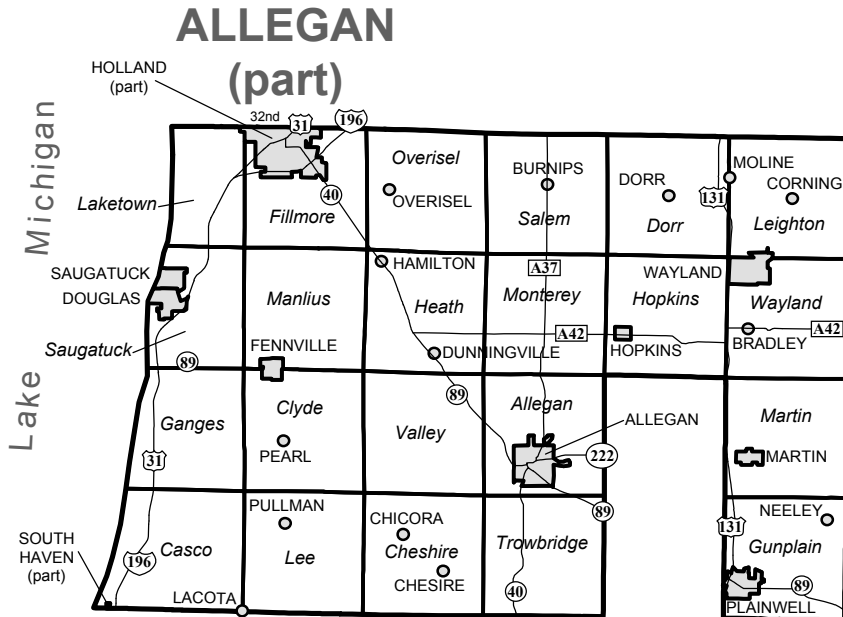 ALLEGAN
(part)
HOLLAND
(part)
32nd
31
196
Michigan
Overisel
BURNIPS
MOLINE
DORR
CORNING
131
OVERISEL
40
Laketown
Fillmore
Salem
Dorr
Leighton
SAUGATUCK
HAMILTON
A37
WAYLAND
DOUGLAS
Manlius
Heath
Monterey
Hopkins
Wayland
Saugatuck
FENNVILLE
A42
A42
DUNNINGVILLE
HOPKINS
BRADLEY
89
Lake
89
Ganges
Clyde
Valley
Allegan
ALLEGAN
Martin
PEARL
222
MARTIN
31
PULLMAN
CHICORA
89
NEELEY
131
SOUTH
HAVEN
(part)
196
Casco
Lee
Cheshire
Trowbridge
Gunplain
CHESIRE
40
89
LACOTA
PLAINWELL